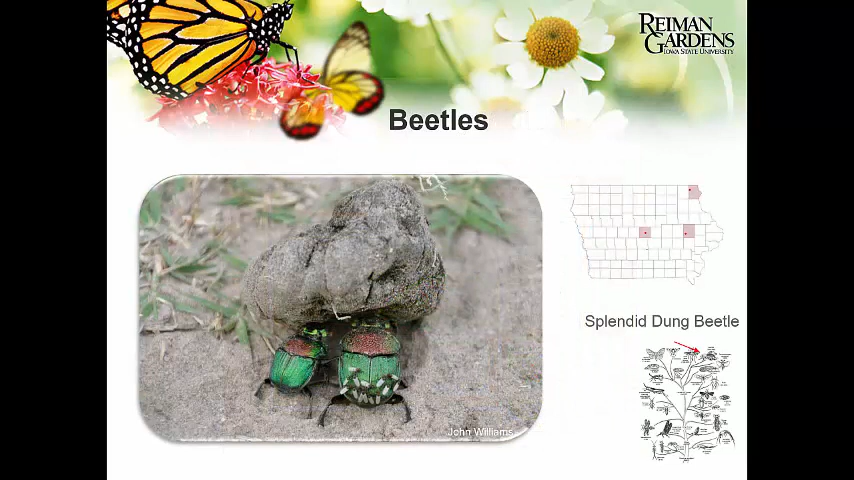 REIMAN
GARDENS
IOWA STATE UNIVERSITY
Beetles
Splendid Dung Beetle
John Williams